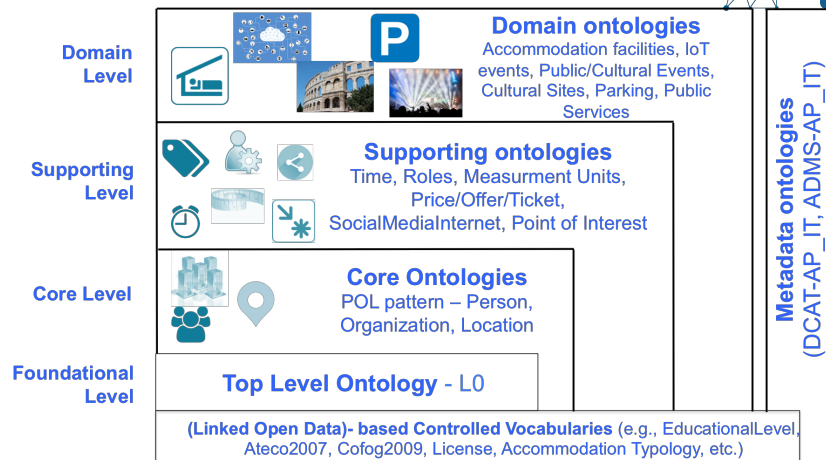 Domain
Level
P
Domain ontologies
Accommodation facilities, IoT
events, Public/Cultural Events,
Cultural Sites, Parking, Public
Services
Supporting
Level
Supporting ontologies
Time, Roles, Measurment Units,
Price/Offer/Ticket,
SocialMediaInternet, Point of Interest
Core Level
Core Ontologies
POL pattern – Person,
Organization, Location
Foundational
Level
Top Level Ontology - L0
(Linked Open Data)- based Controlled Vocabularies (e.g., EducationalLevel,
Ateco2007, Cofog2009, License, Accommodation Typology, etc.)
Metadata ontologies
(DCAT-AP_IT, ADMS-AP_IT)